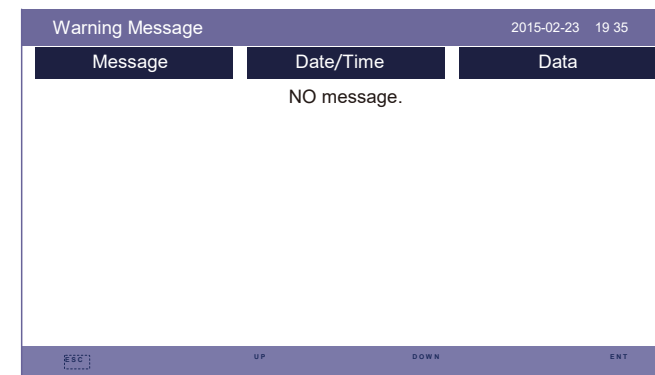 Warning Message 2015-02-23 19 35
Message Date/Time Data
NO message.
ESC UP DOWN ENT